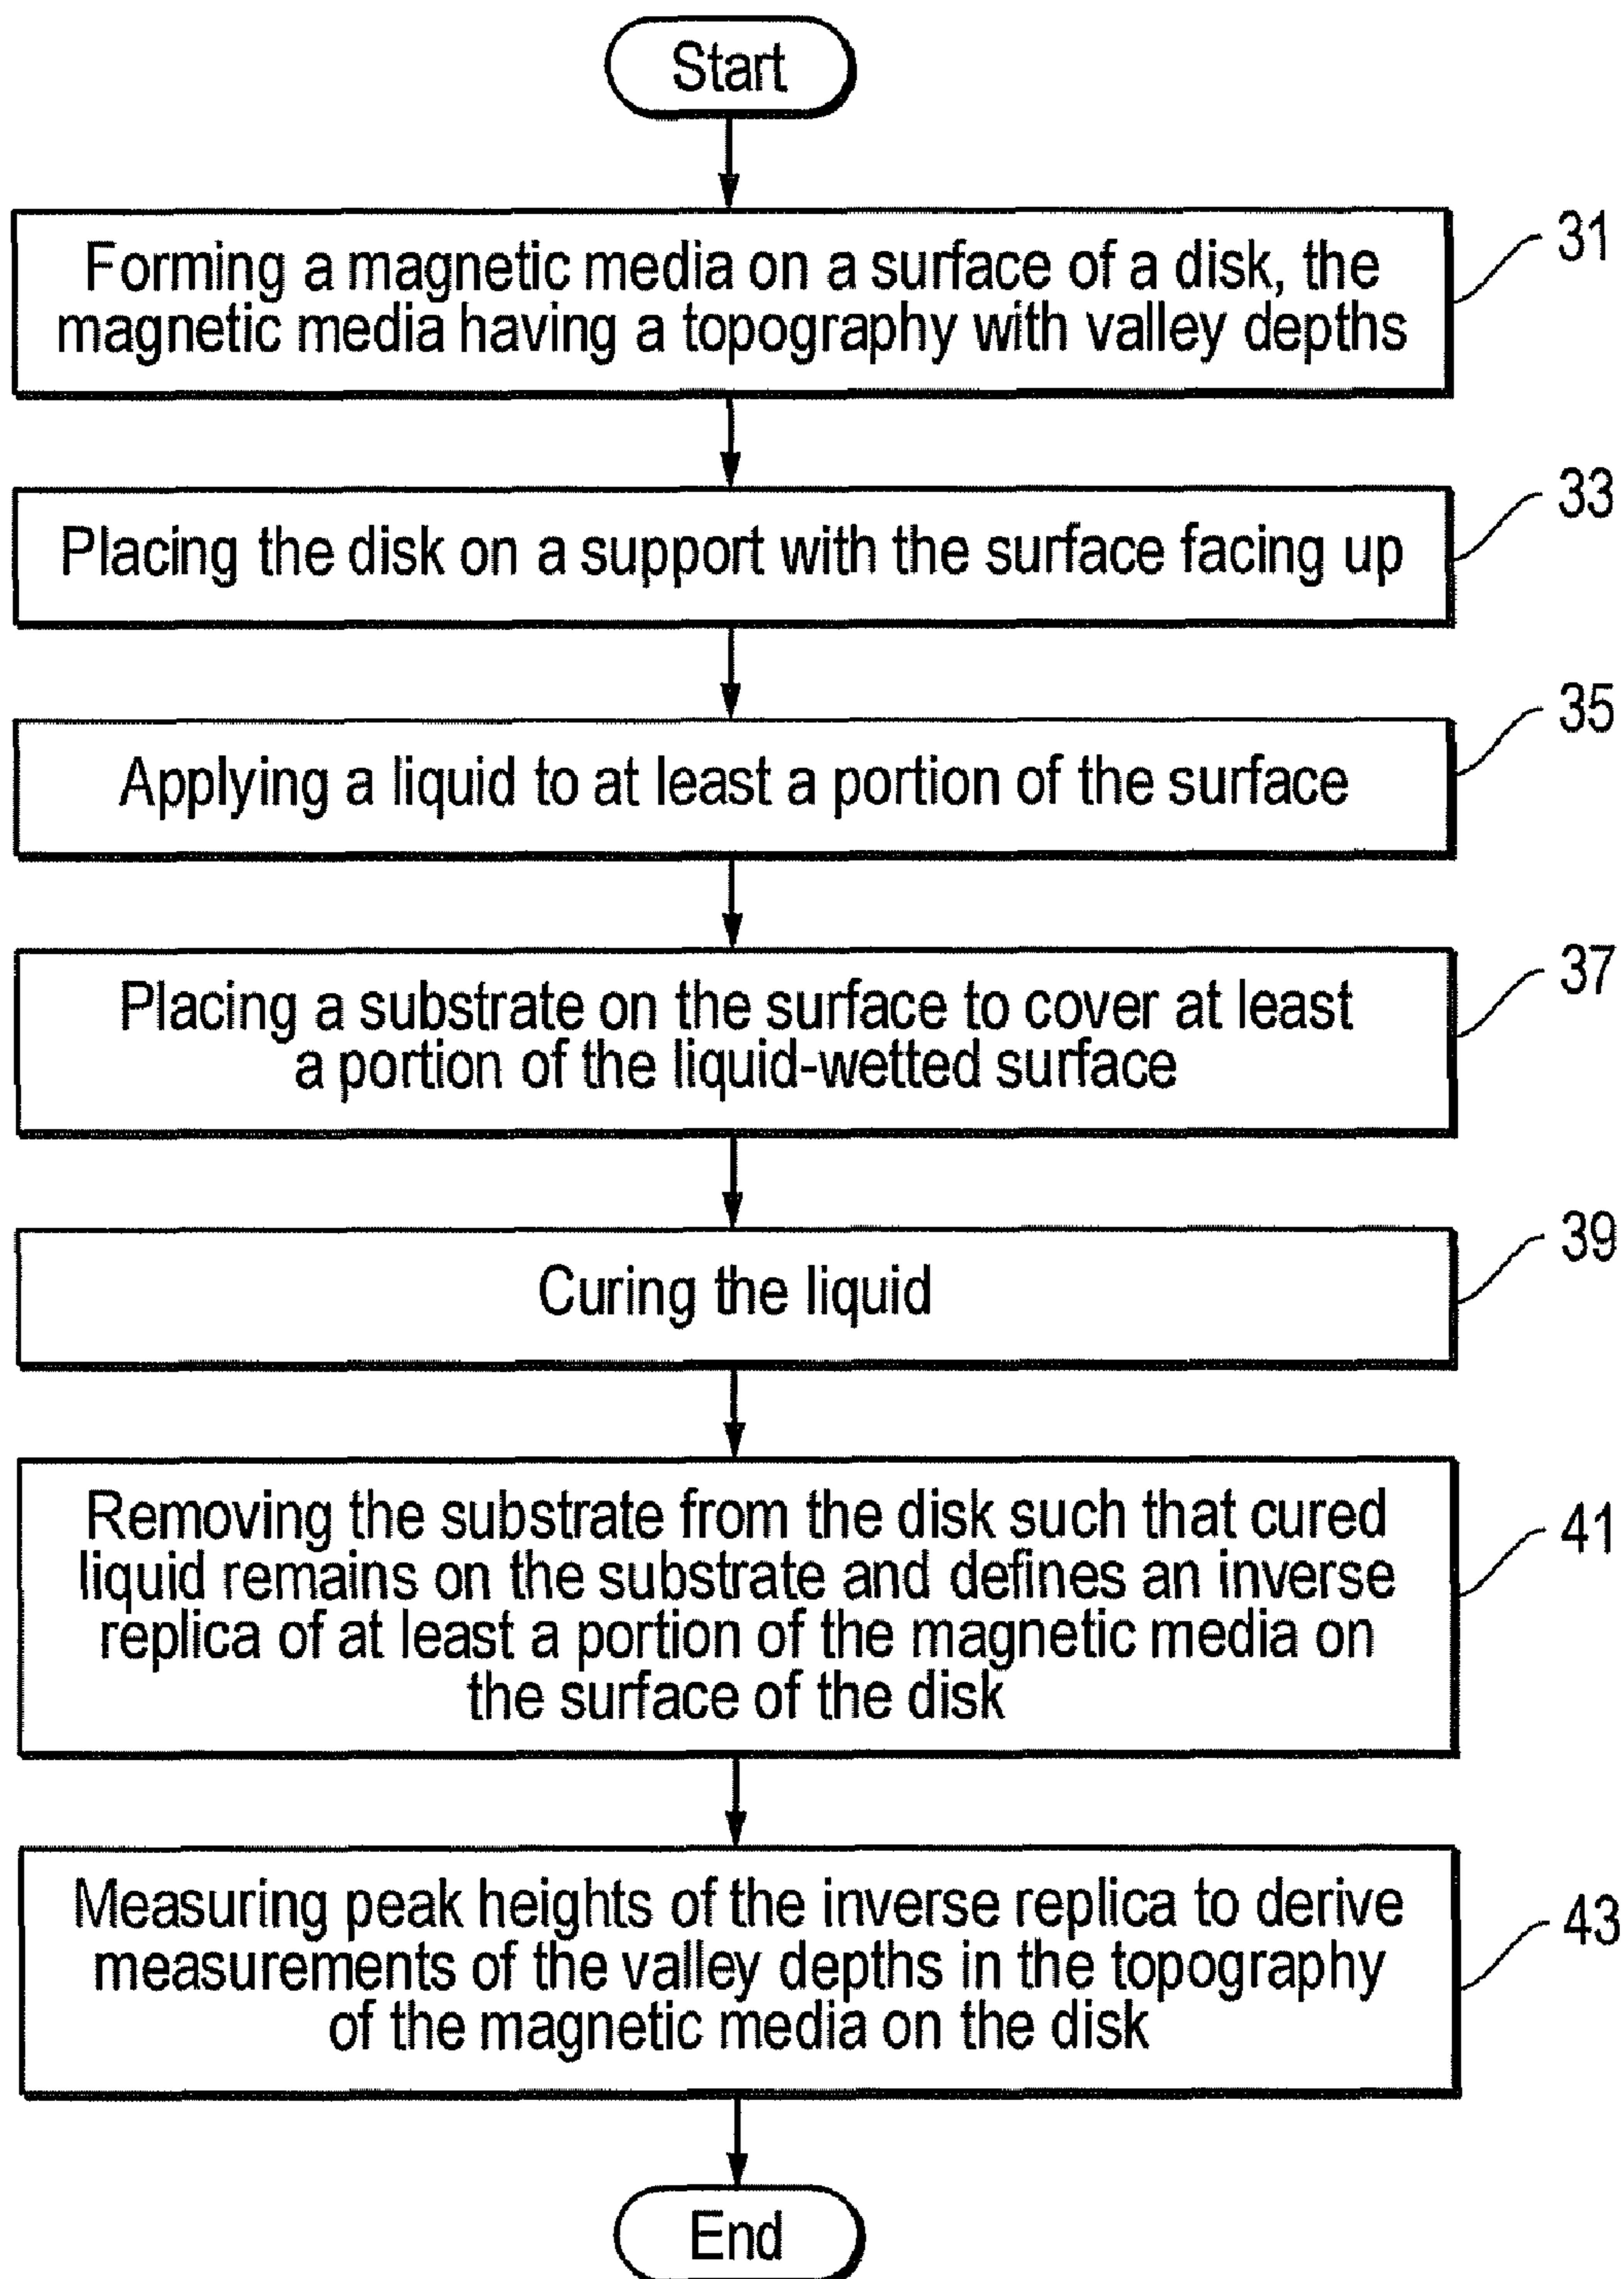 Start
Forming a magnetic media on a surface of a disk, the
magnetic media having a topography with valley depths
31
Placing the disk on a support with the surface facing up
33
Applying a liquid to at least a portion of the surface
35
Placing a substrate on the surface to cover at least
a portion of the liquid-wetted surface
37
Curing the liquid
39
Removing the substrate from the disk such that cured
liquid remains on the substrate and defines an inverse
replica of at least a portion of the magnetic media on
the surface of the disk
41
Measuring peak heights of the inverse replica to derive
measurements of the valley depths in the topography
of the magnetic media on the disk
43
End